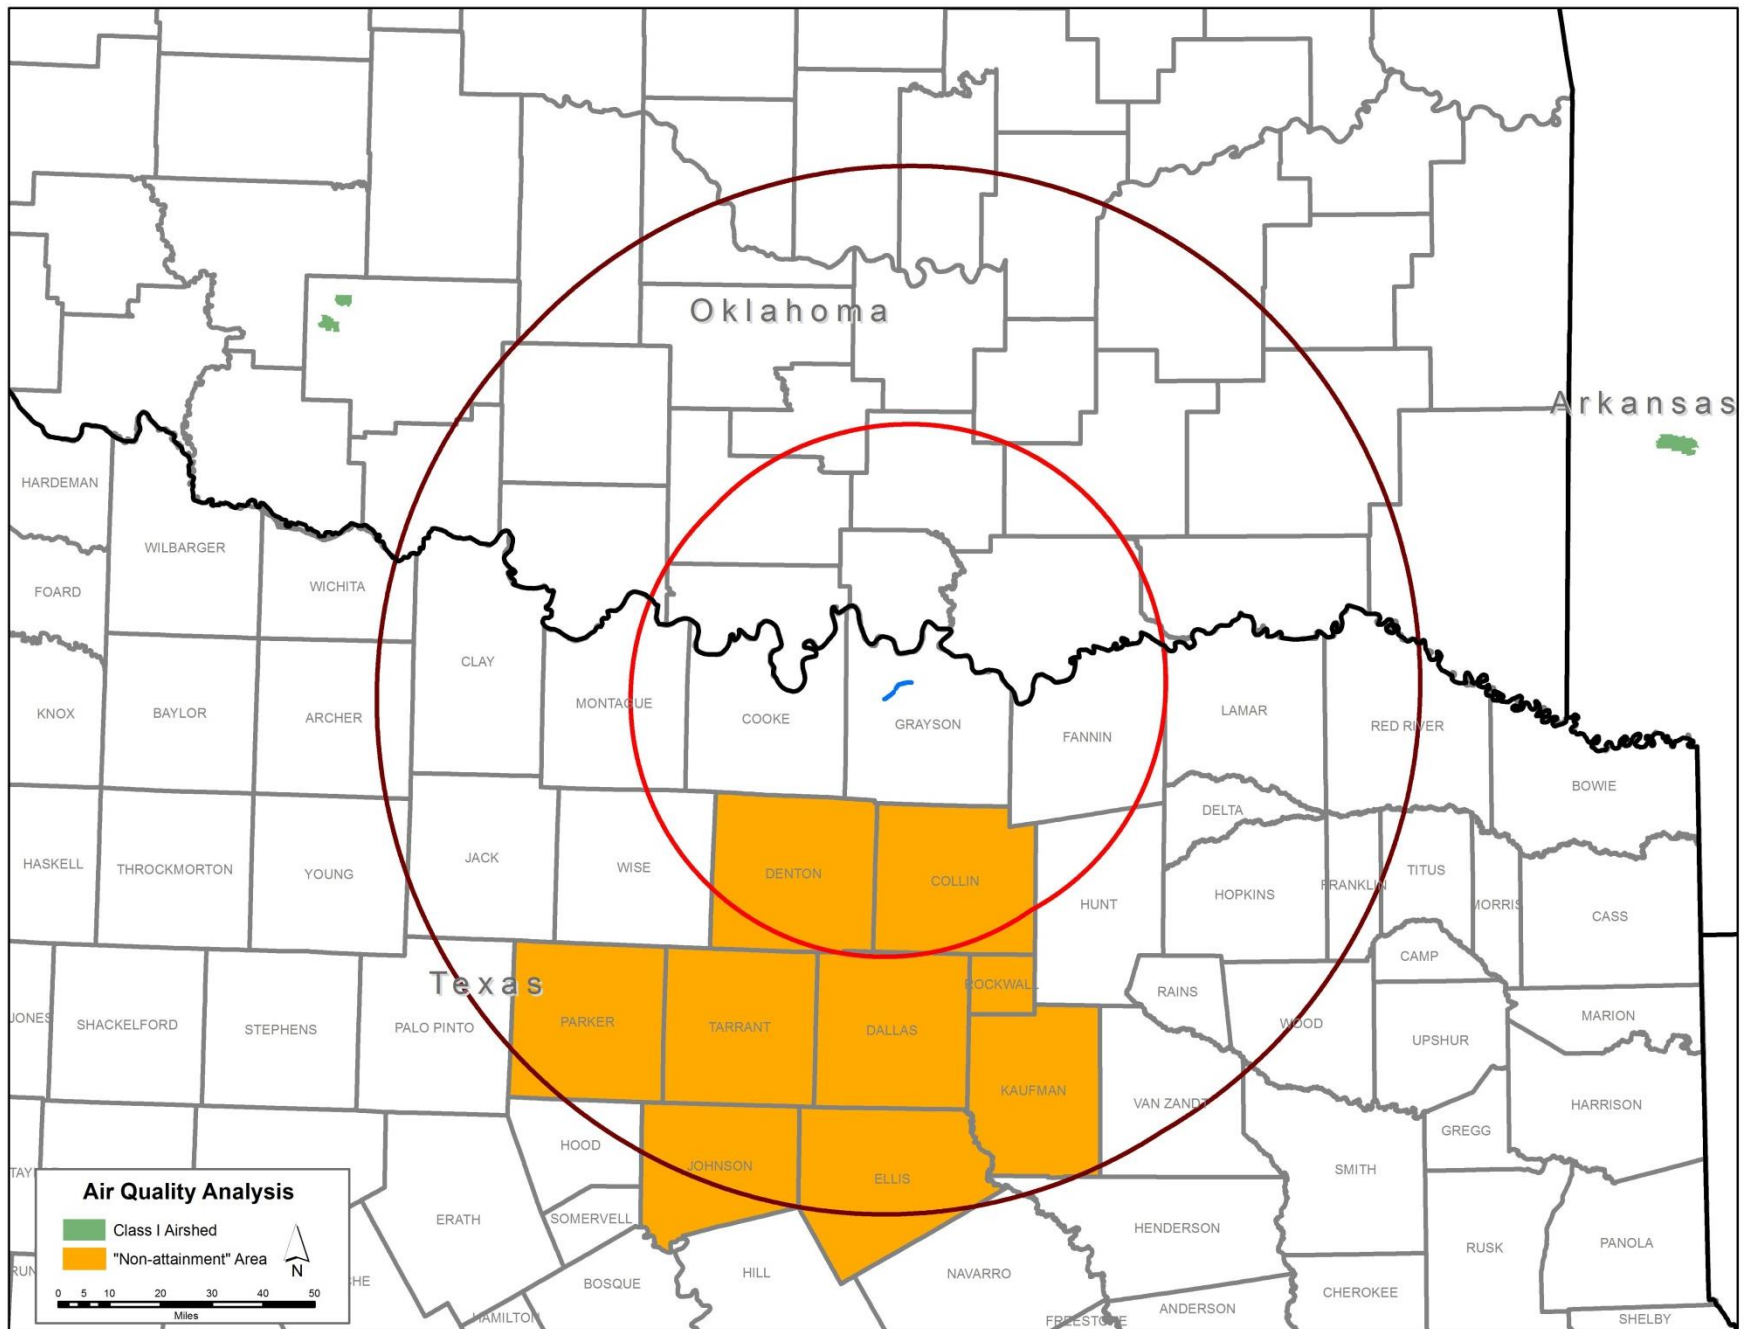 Oklahoma
Arkansas
HARDEMAN
WILBARGER
WICHITA
FOARD
CLAY
MONTAGUE
COOKE
GRAYSON
FANNIN
LAMAR
RED RIVER
KNOX
BAYLOR
ARCHER
BOWIE
DELTA
HASKELL
THROCKMORTON
YOUNG
JACK
WISE
DENTON
COLLIN
HUNT
HOPKINS
FRANKLIN
TITUS
MORRIS
CASS
CAMP
Texas
ROCKWALL
RAINS
JONES
SHACKELFORD
STEPHENS
PALO PINTO
PARKER
TARRANT
DALLAS
WOOD
UPSHUR
MARION
KAUFMAN
VAN ZANDT
HARRISON
GREGG
HOOD
JOHNSON
ELLIS
SMITH
TAY
ERATH
SOMERVELL
HENDERSON
RUSK
PANOLA
RUN
CHE
BOSQUE
HILL
NAVARRO
CHEROKEE
HAMILTON
FREESTONE
ANDERSON
SHELBY
Air Quality Analysis
Class I Airshed
"Non-attainment" Area
N
0 5 10 20 30 40 50
Miles